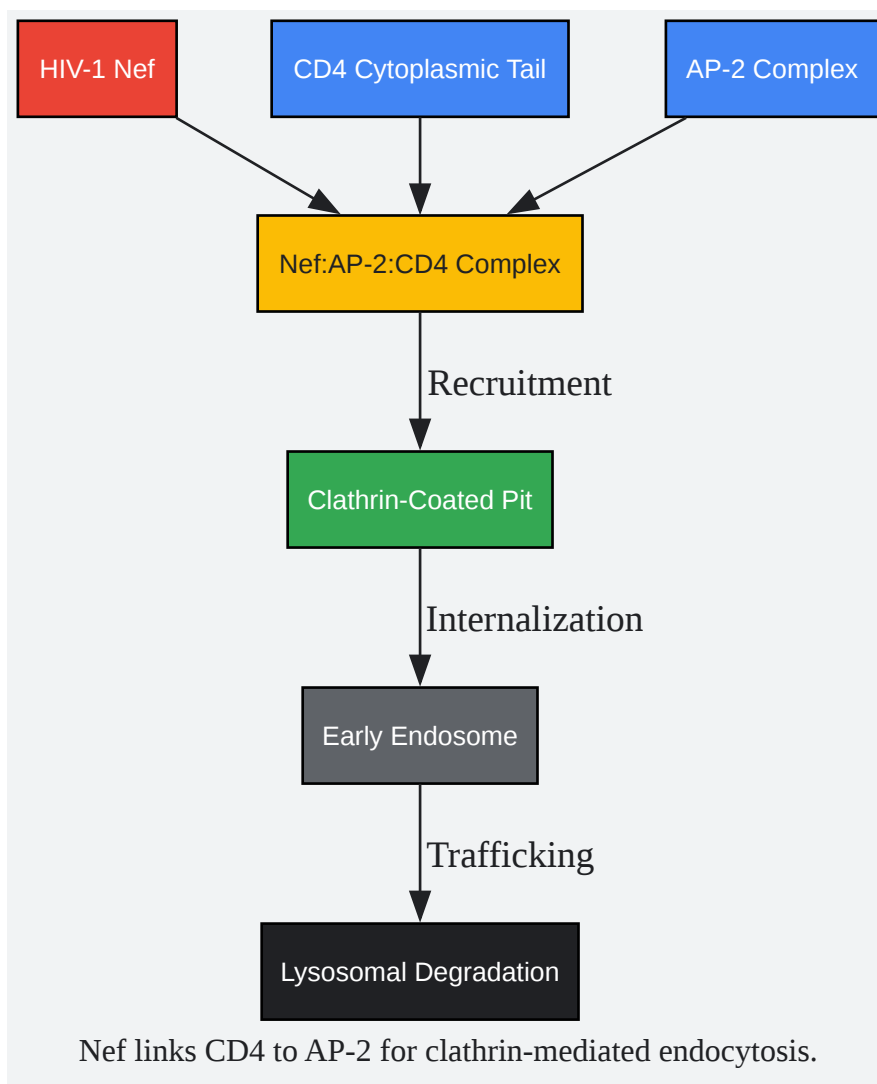 HIV-1 Nef
CD4 Cytoplasmic Tail
AP-2 Complex
Nef:AP-2:CD4 Complex
Recruitment
Clathrin-Coated Pit
Internalization
Early Endosome
Trafficking
Lysosomal Degradation
Nef links CD4 to AP-2 for clathrin-mediated endocytosis.